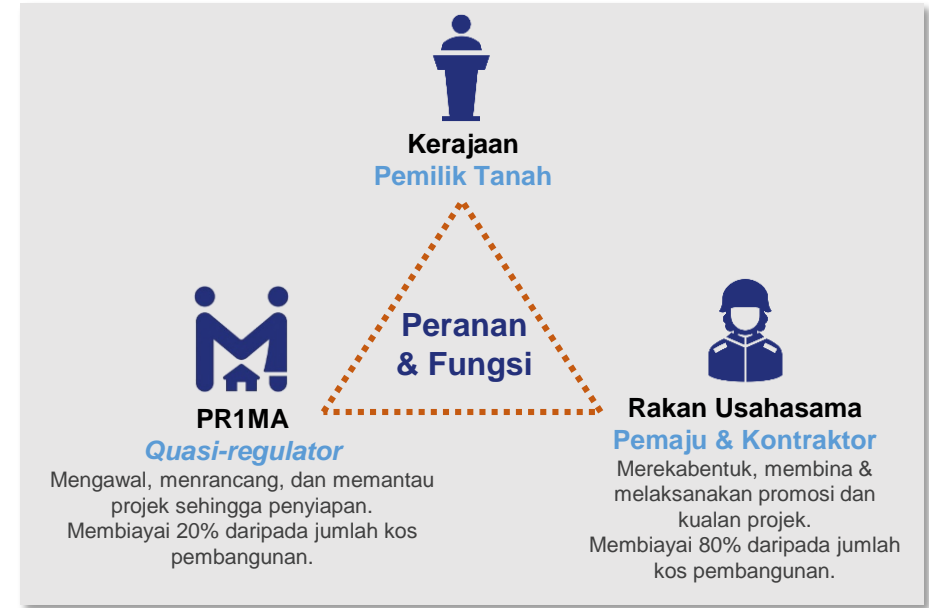 Kerajaan
Pemilik Tanah
Peranan
& Fungsi
PR1MA
Quasi-regulator
Mengawal, menrancang, dan memantau
projek sehingga penyiapan.
Membiayai 20% daripada jumlah kos
pembangunan.
Rakan Usahasama
Pemaju & Kontraktor
Merekabentuk, membina &
melaksanakan promosi dan
kualan projek.
Membiayai 80% daripada jumlah
kos pembangunan.